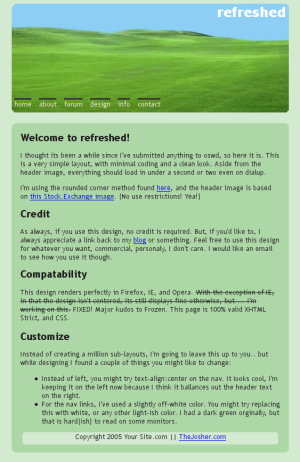 refreshed
home about forum design info contact
Welcome to refreshed!
I thought its been a while since I've submitted anything to oswd, so here it is. This
is a very simple layout, with minimal coding and a clean look. Aside from the
header image, everything should load in under a second or two even on dialup.
I'm using the rounded corner method found here, and the header image is based
on this Stock.Exchange image. (No use restrictions! Yea!)
Credit
As always, if you use this design, no credit is required. But, if you'd like to, I
always appreciate a link back to my blog or something. Feel free to use this design
for whatever you want, commercial, personaly, I don't care. I would like an email
to see how you use it though.
Compatability
This design renders perfectly in Firefox, IE, and Opera. With the exception of IE,
in that the design isn't centered, its still displays fine otherwise, but.... I'm
working on this. FIXED! Major kudos to Frozen. This page is 100% valid XHTML
Strict, and CSS.
Customize
Instead of creating a million sub-layouts, I'm going to leave this up to you.. but
while designing I found a couple of things you might like to change:
Instead of left, you might try text-align:center on the nav. It looks cool, I'm
keeping it on the left now because I think it ballances out the header text
on the right.
For the nav links, I've used a slightly off-white color. You might try replacing
this with white, or any other light-ish color. I had a dark green orginally, but
that is hard(ish) to read on some monitors.
Copyright 2005 Your Site.com || TheJosher.com